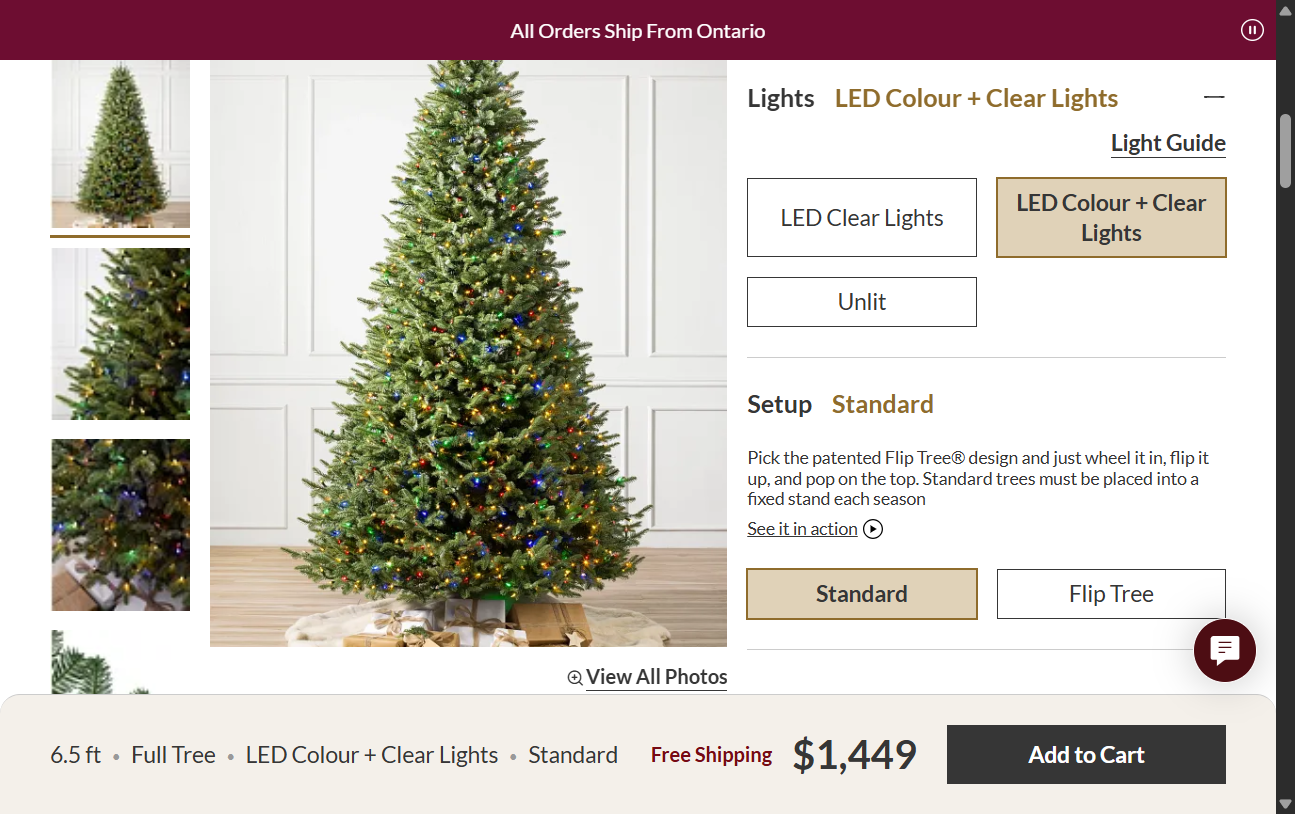 All Orders Ship From Ontario
Lights LED Colour + Clear Lights
Light Guide
LED Clear Lights
LED Colour + Clear
Lights
Unlit
Setup Standard
Pick the patented Flip Tree® design and just wheel it in, flip it
up, and pop on the top. Standard trees must be placed into a
fixed stand each season
See it in action
Standard
Flip Tree
View All Photos
6.5 ft • Full Tree • LED Colour + Clear Lights • Standard
Free Shipping
$1,449
Add to Cart